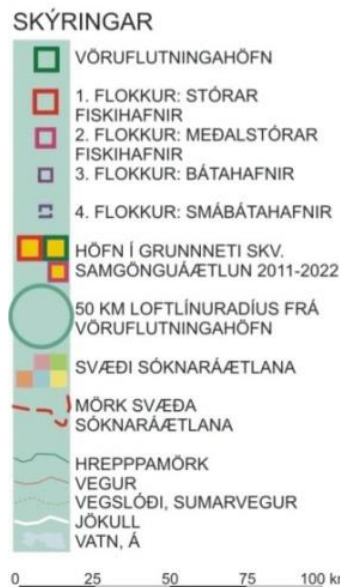 SKÝRINGAR
VÖRUFLUTNINGAHÖFN
1. FLOKKUR: STÓRAR
FISKIHAFNIR
2. FLOKKUR: MEÐALSTÓRAR
FISKIHAFNIR
3. FLOKKUR: BÁTAHAFNIR
4. FLOKKUR: SMÁBÁTAHAFNIR
HÖFN Í GRUNNNETI SKV.
SAMGÖNGUÁÆTLUN 2011-2022
50 KM LOFTLÍNURADÍUS FRÁ
VÖRUFLUTNINGAHÖFN
SVÆÐI SÓKNARÁÆTLANA
MÖRK SVÆÐA
SÓKNARÁÆTLANA
HREPPPAMÖRK
VEGUR
VEGSLÓÐI, SUMARVEGUR
JÖKULL
VATN, Á
0 25 50 75 100 km